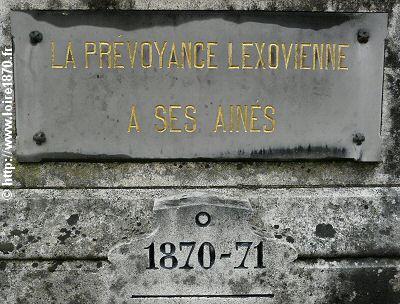 LA PRÉVOYANCE LEXOVIENNE
A SES AINÉS
1870-71
© http://www.loire1870.fr